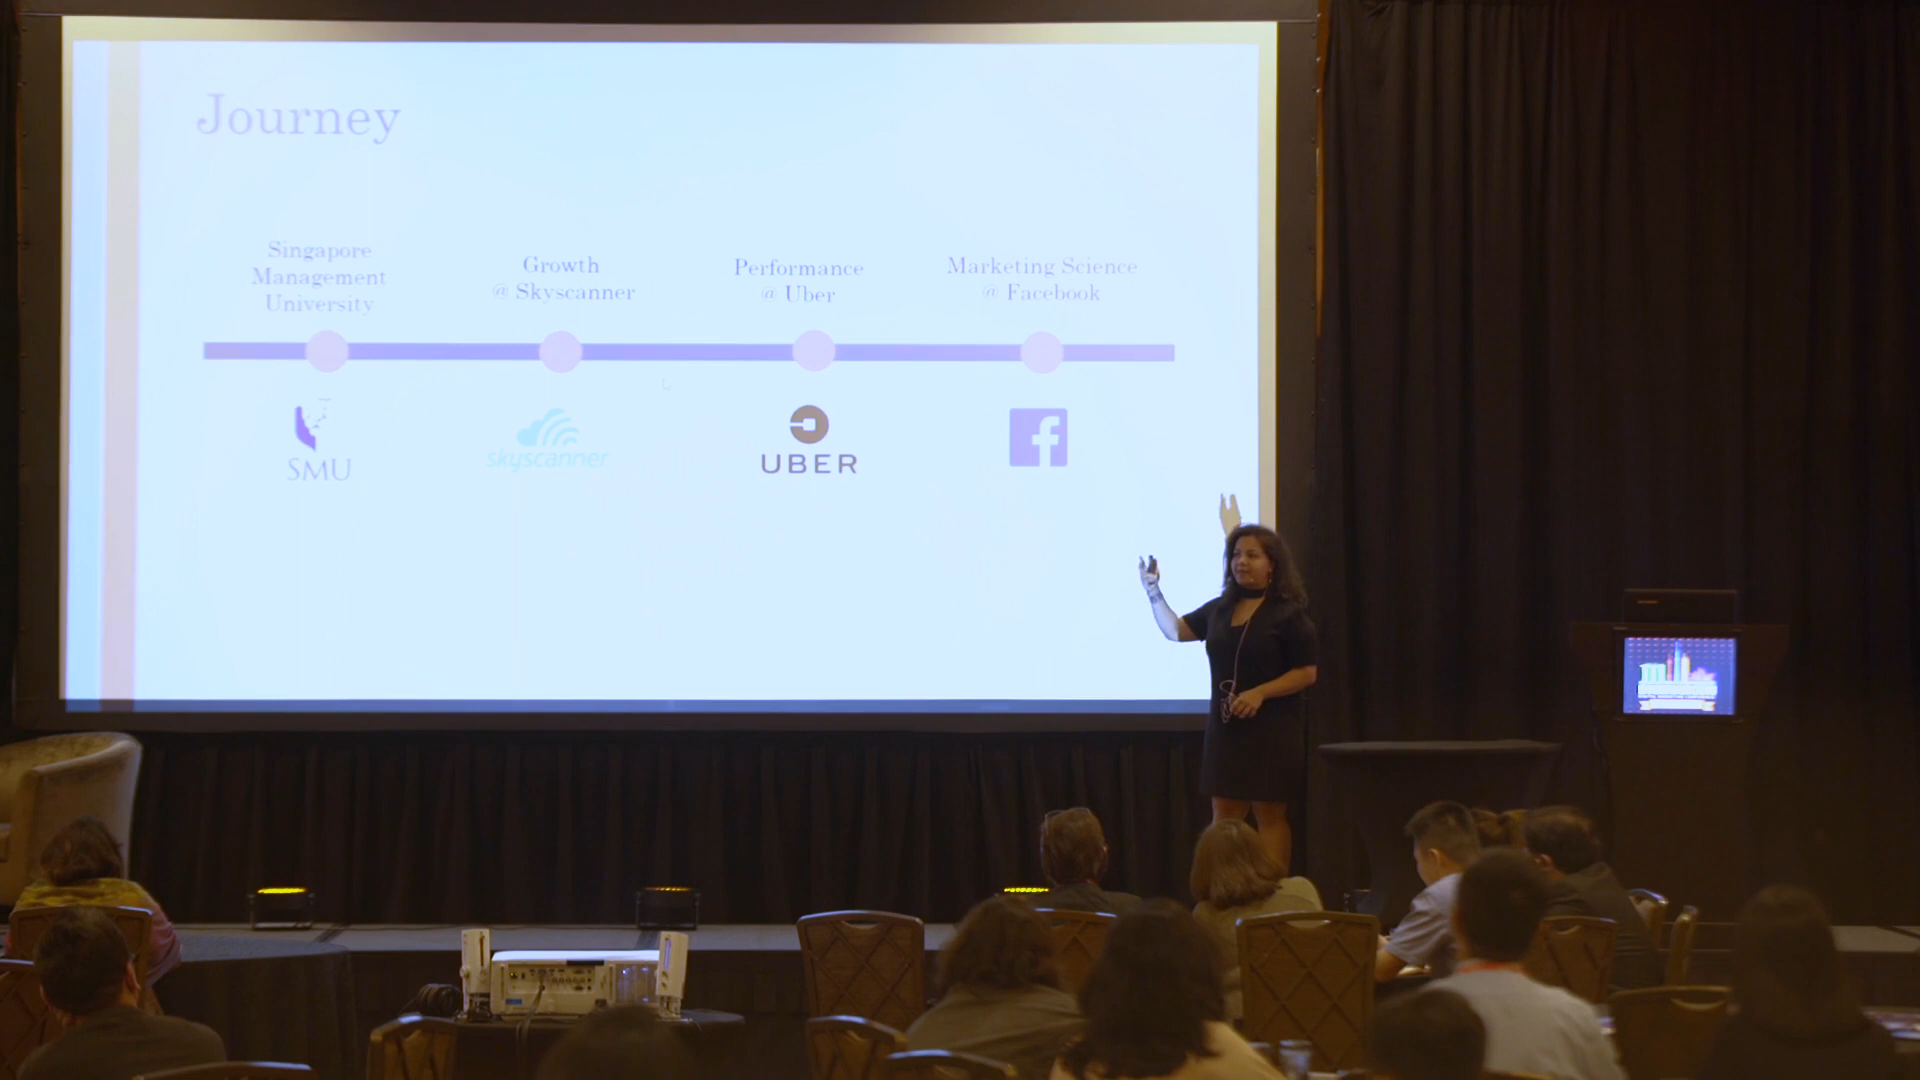 Journey
Singapore
Management
University
Growth
@ Skyscanner
Performance
@ Uber
Marketing Science
@ Facebook
SMU
skyscanner
UBER
f